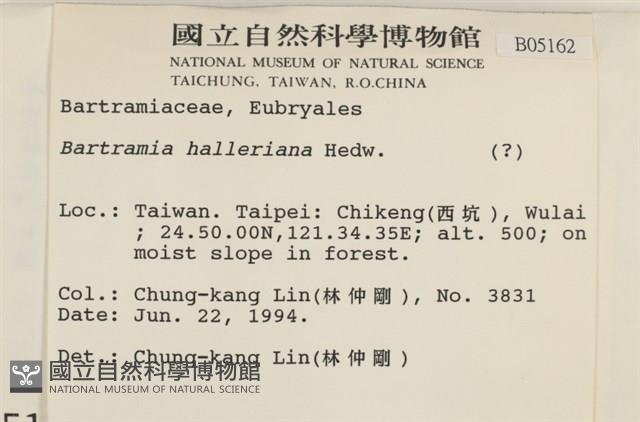 國立自然科學博物館
B05162
NATIONAL MUSEUM OF NATURAL SCIENCE
TAICHUNG, TAIWAN, R.O.CHINA
Bartramiaceae, Eubryales
Bartramia halleriana Hedw. (?)
Loc.: Taiwan. Taipei: Chikeng(西坑), Wulai
; 24.50.00N,121.34.35E; alt. 500; on
moist slope in forest.
Col.: Chung-kang Lin(林仲剛), No. 3831
Date: Jun. 22, 1994.
Det.: Chung-kang Lin(林仲剛)
國立自然科學博物館
NATIONAL MUSEUM OF NATURAL SCIENCE